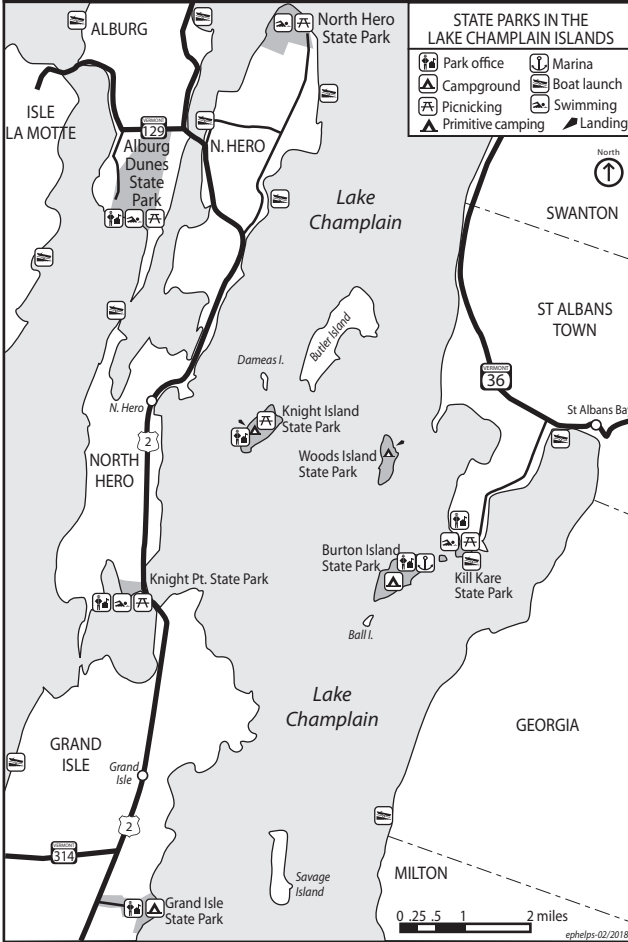 STATE PARKS IN THE
LAKE CHAMPLAIN ISLANDS
Park office
Marina
Campground
Boat launch
Picnicking
Swimming
Primitive camping
Landing
North
ALBURG
North Hero
State Park
ISLE
LA MOTTE
VERMONT
129
N. HERO
Alburg
Dunes
State
Park
Lake
Champlain
SWANTON
ST ALBANS
TOWN
Butler Island
Dameas I.
VERMONT
36
N. Hero
Knight Island
State Park
St Albans Bay
2
Woods Island
State Park
NORTH
HERO
Burton Island
State Park
Kill Kare
State Park
Knight Pt. State Park
Ball I.
Lake
Champlain
GEORGIA
GRAND
ISLE
Grand
Isle
2
VERMONT
314
MILTON
Savage
Island
Grand Isle
State Park
0 .25 .5 1 2 miles
ephelps-02/2018